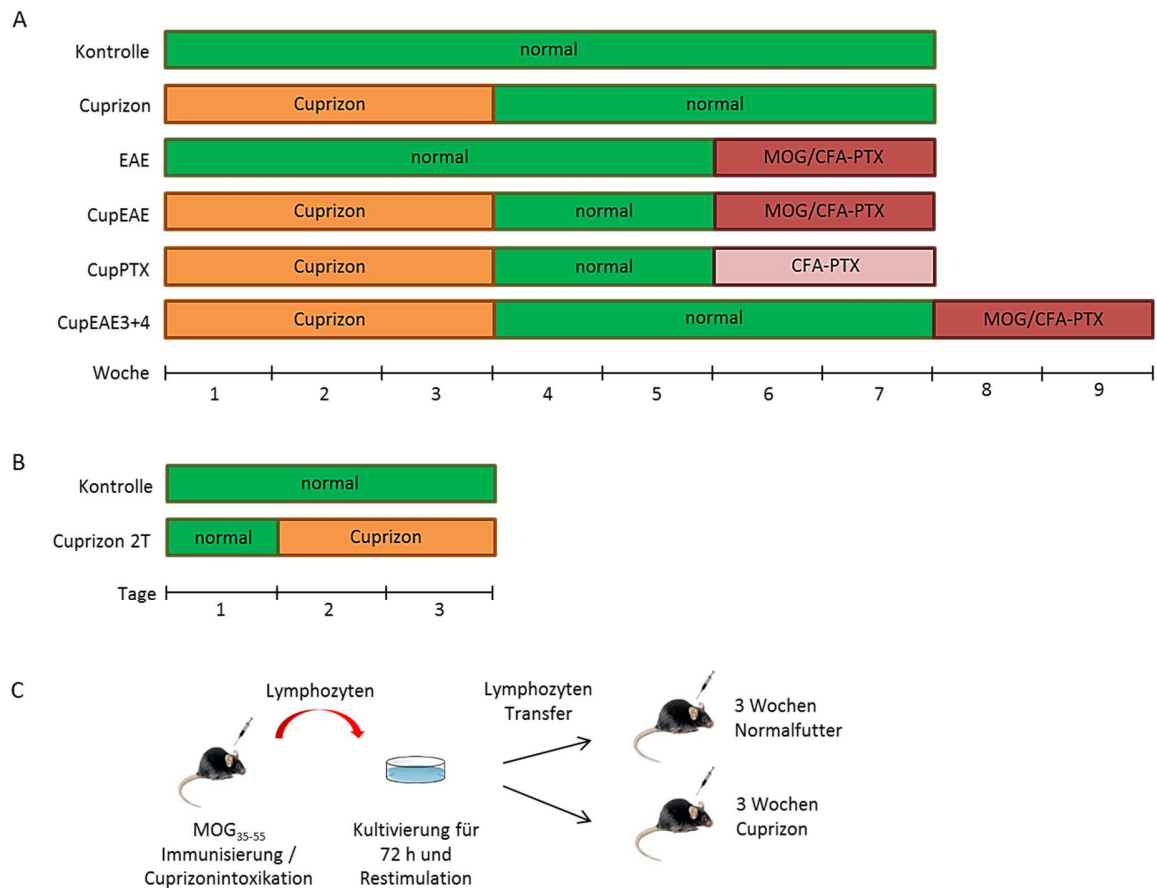 A
Kontrolle normal
Cuprizon Cuprizon normal
EAE normal MOG/CFA-PTX
CupEAE Cuprizon normal MOG/CFA-PTX
CupPTX Cuprizon normal CFA-PTX
CupEAE3+4 Cuprizon normal MOG/CFA-PTX
Woche
1 2 3 4 5 6 7 8 9
B
Kontrolle normal
Cuprizon 2T normal Cuprizon
Tage
1 2 3
C
Lymphozyten
MOG35-55
Immunisierung /
Cuprizonintoxikation
Kultivierung für
72 h und
Restimulation
Lymphozyten
Transfer
3 Wochen
Normalfutter
3 Wochen
Cuprizon